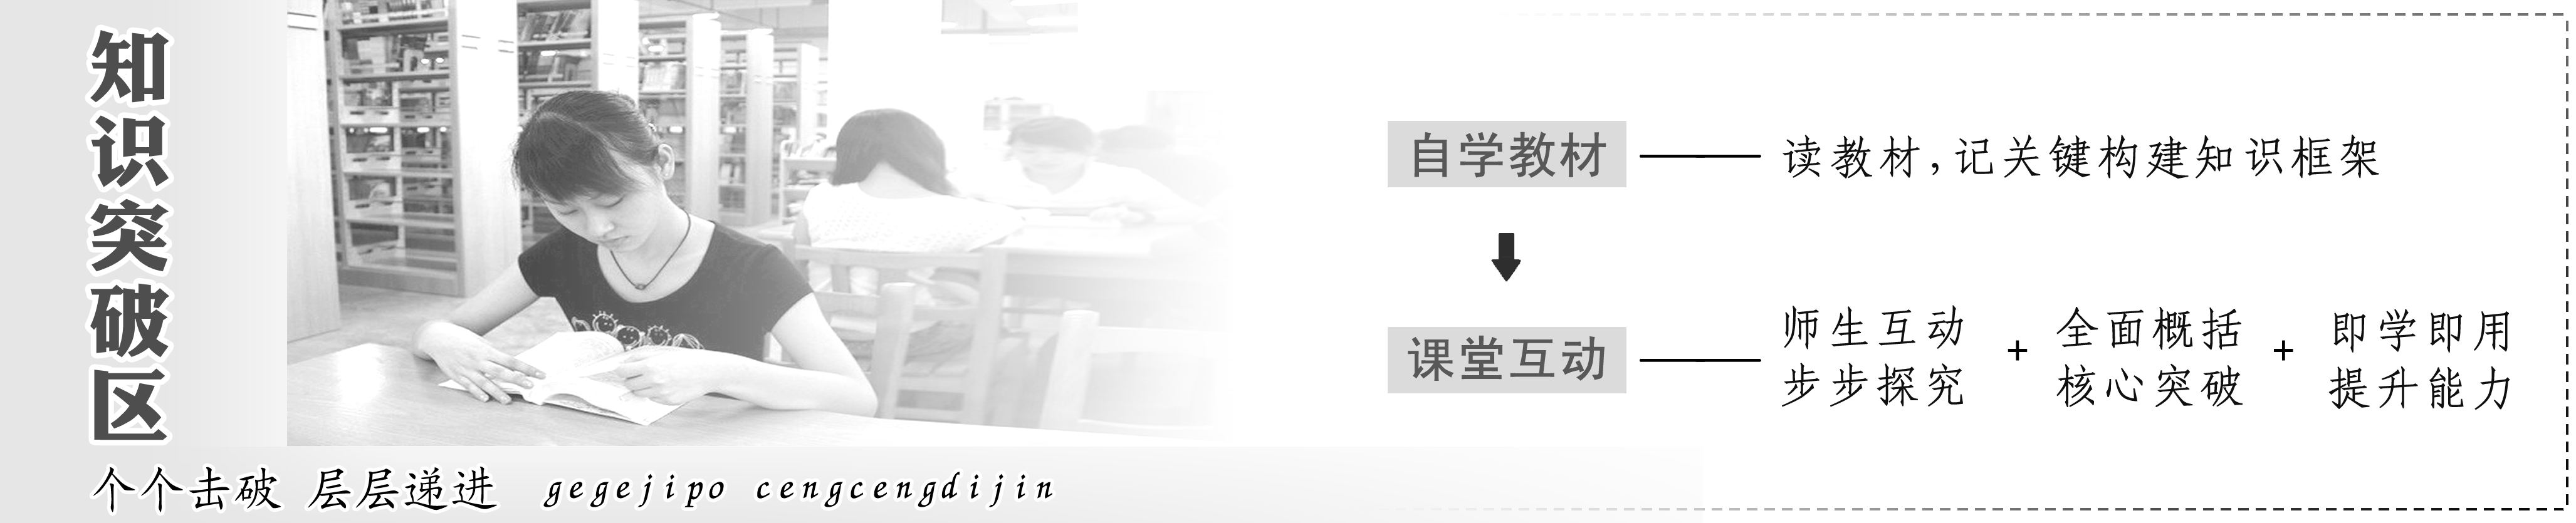 知识突破区
个个击破 层层递进 gegejipo cengcengdijin
自学教材
读教材,记关键构建知识框架
课堂互动
师生互动
步步探究
+
全面概括
核心突破
+
即学即用
提升能力